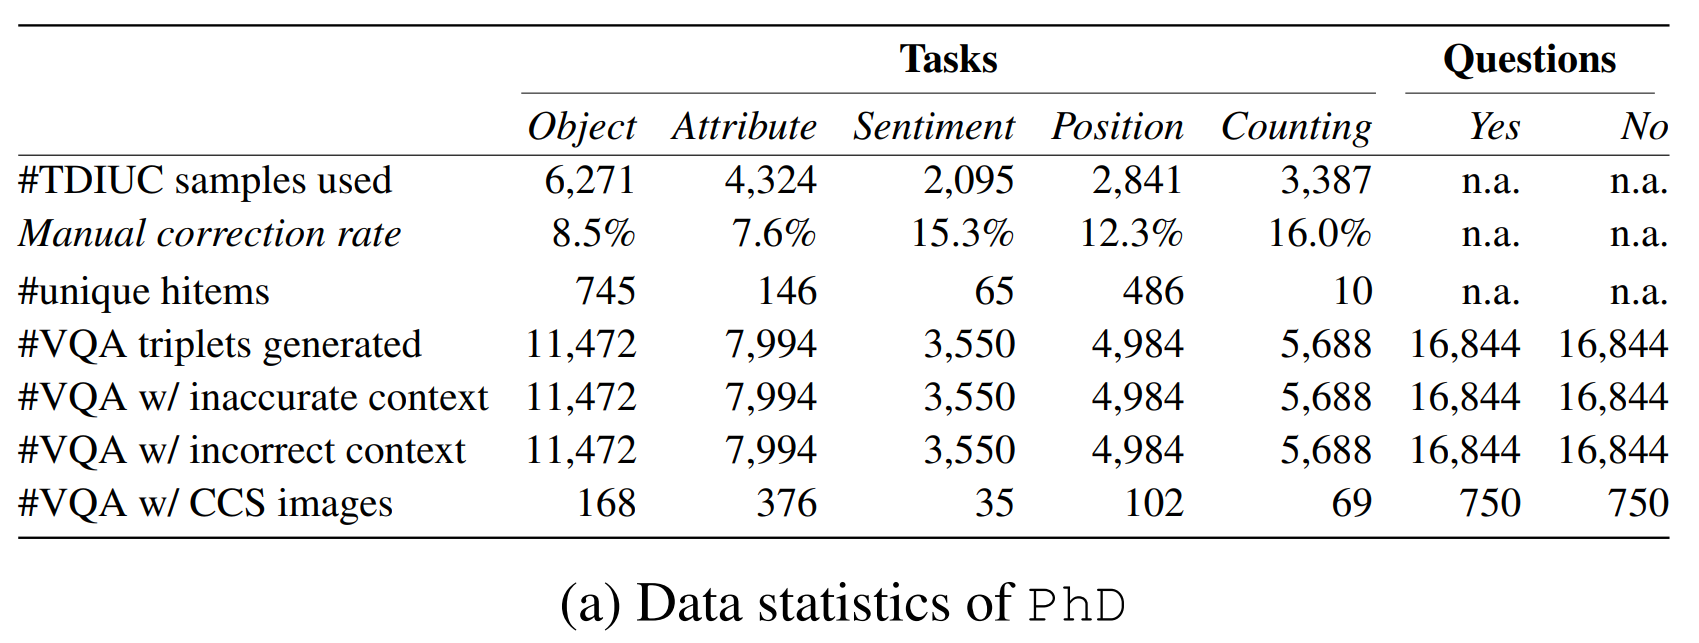 Tasks Questions
Object Attribute Sentiment Position Counting Yes No
#TDIUC samples used 6,271 4,324 2,095 2,841 3,387 n.a. n.a.
Manual correction rate 8.5% 7.6% 15.3% 12.3% 16.0% n.a. n.a.
#unique hitems 745 146 65 486 10 n.a. n.a.
#VQA triplets generated 11,472 7,994 3,550 4,984 5,688 16,844 16,844
#VQA w/ inaccurate context 11,472 7,994 3,550 4,984 5,688 16,844 16,844
#VQA w/ incorrect context 11,472 7,994 3,550 4,984 5,688 16,844 16,844
#VQA w/ CCS images 168 376 35 102 69 750 750
(a) Data statistics of PhD